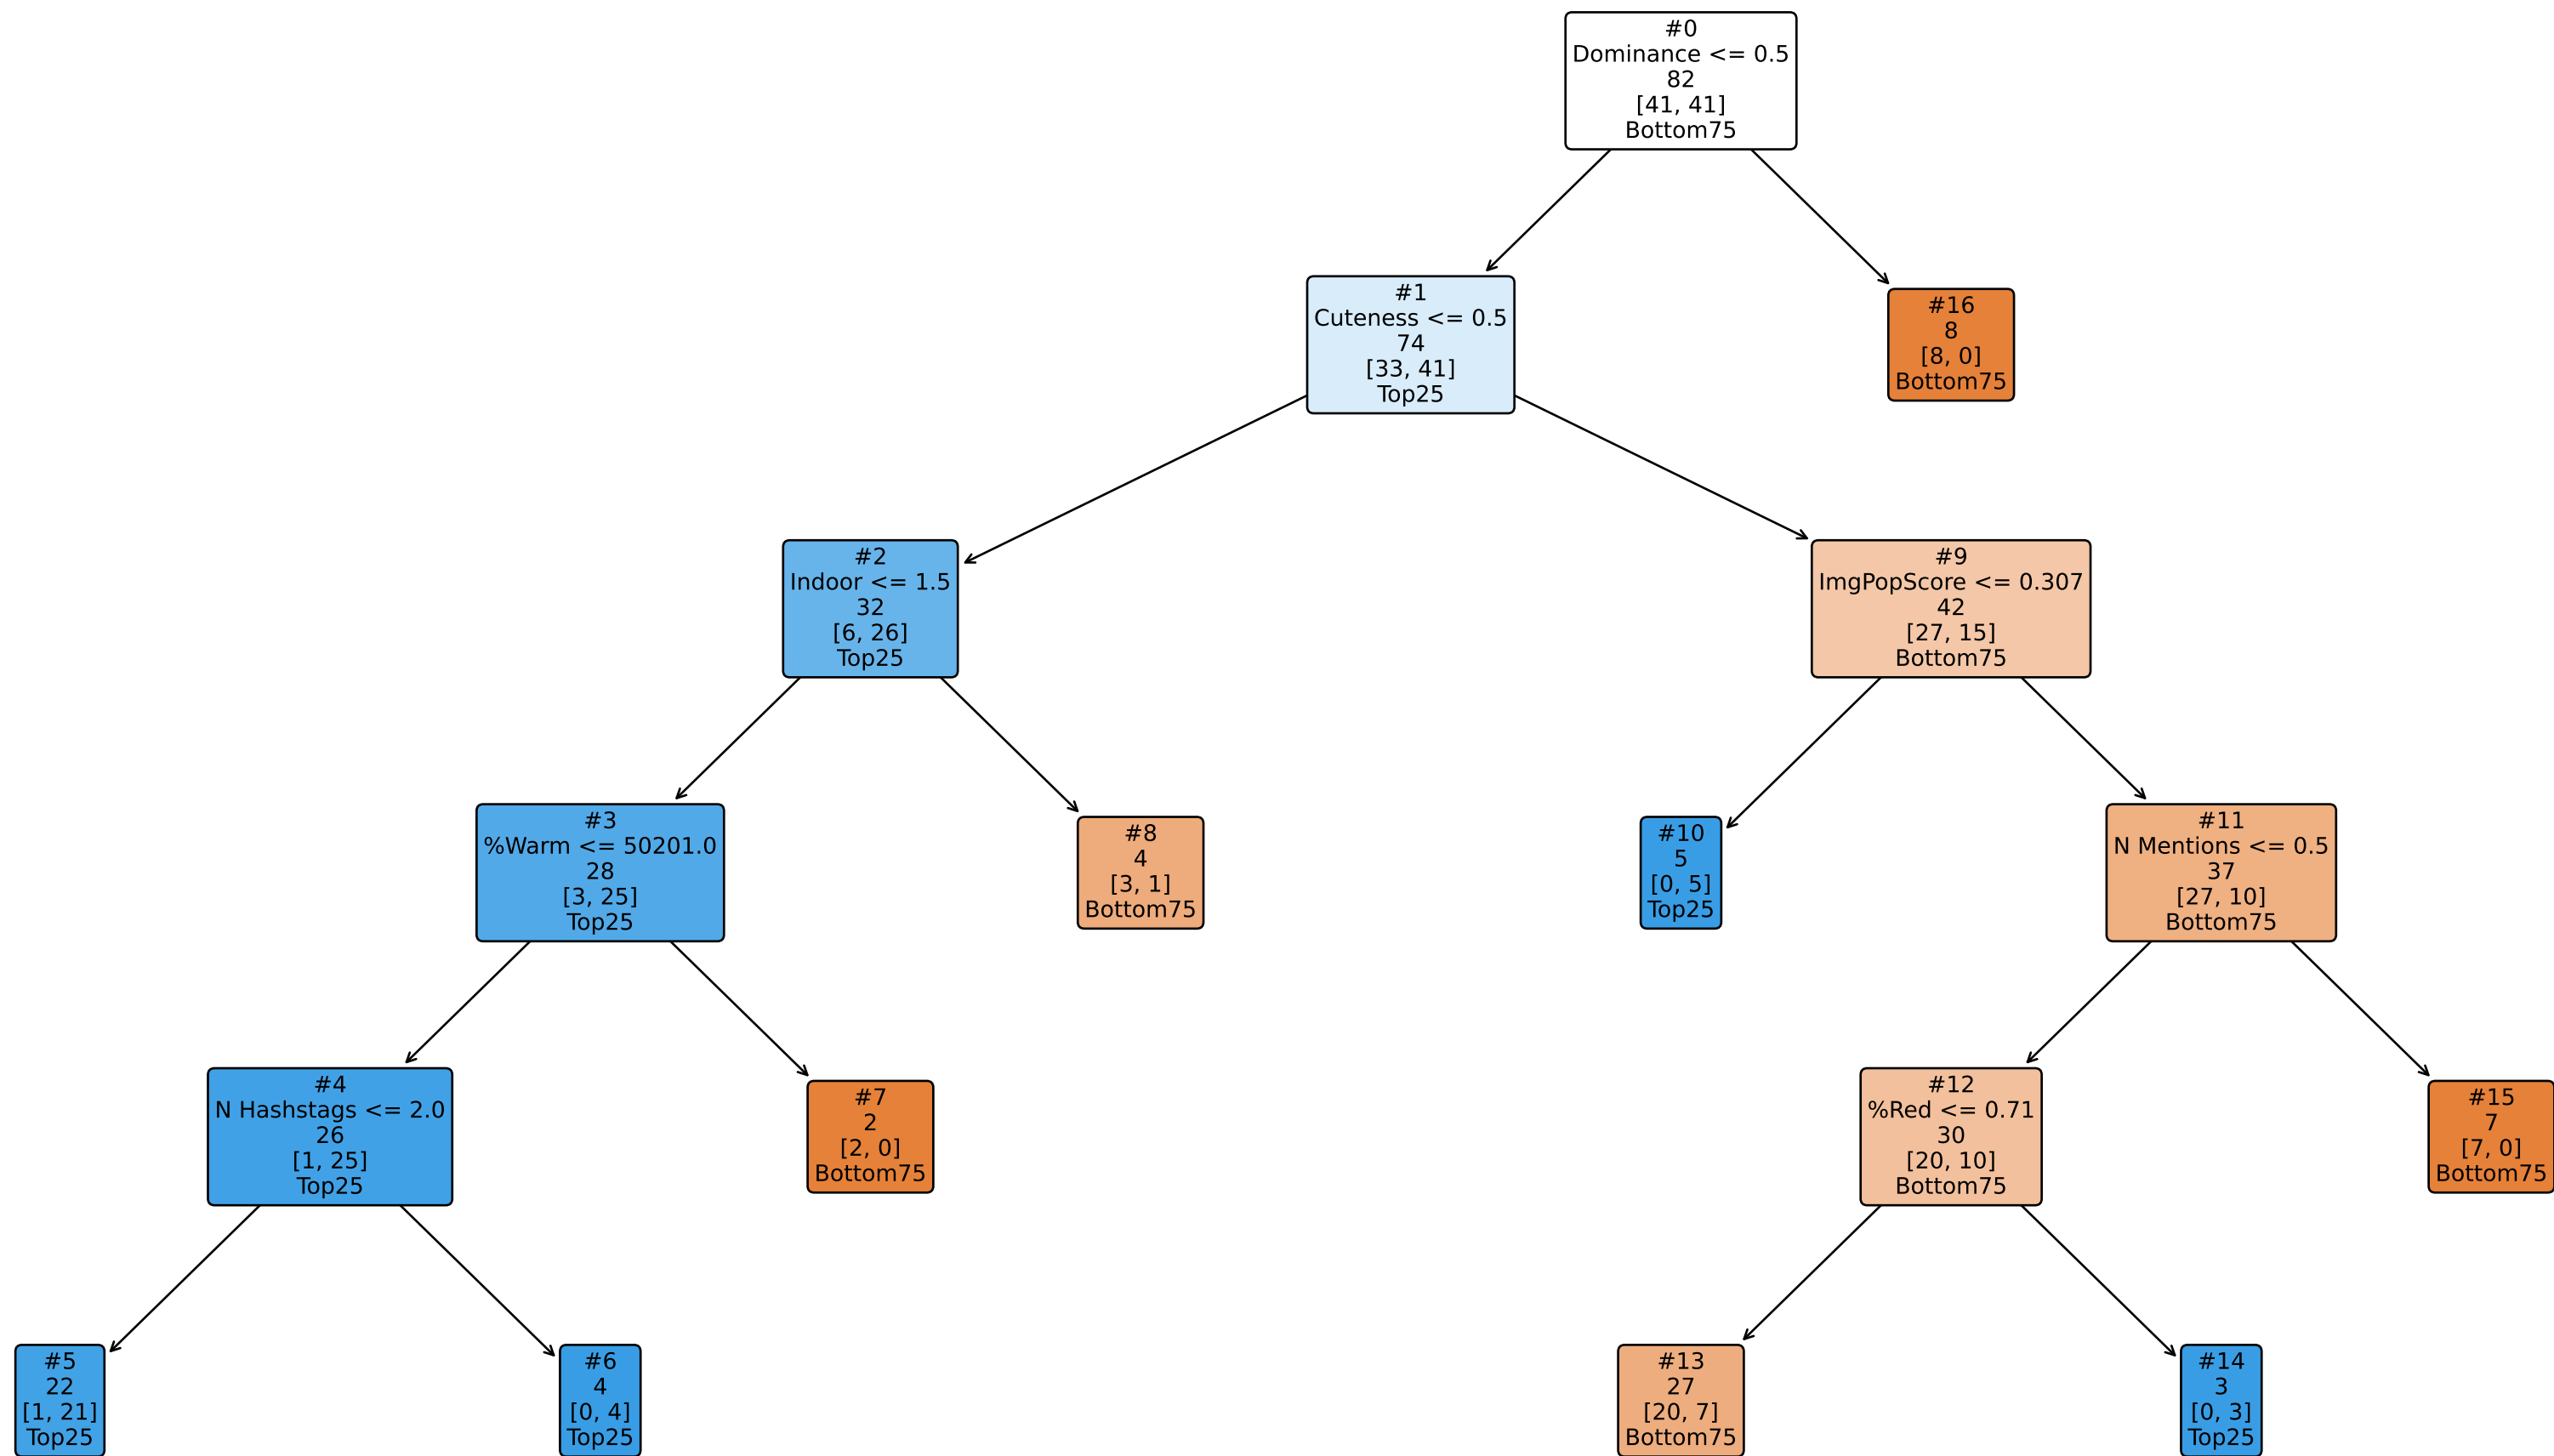 #0
Dominance <= 0.5
82
[41, 41]
Bottom75
#1
Cuteness <= 0.5
74
[33, 41]
Top25
#16
8
[8, 0]
Bottom75
#2
Indoor <= 1.5
32
[6, 26]
Top25
#9
ImgPopScore <= 0.307
42
[27, 15]
Bottom75
#3
%Warm <= 50201.0
28
[3, 25]
Top25
#8
4
[3, 1]
Bottom75
#10
5
[0, 5]
Top25
#11
N Mentions <= 0.5
37
[27, 10]
Bottom75
#4
N Hashstags <= 2.0
26
[1, 25]
Top25
#7
2
[2, 0]
Bottom75
#12
%Red <= 0.71
30
[20, 10]
Bottom75
#15
7
[7, 0]
Bottom75
#5
22
[1, 21]
Top25
#6
4
[0, 4]
Top25
#13
27
[20, 7]
Bottom75
#14
3
[0, 3]
Top25